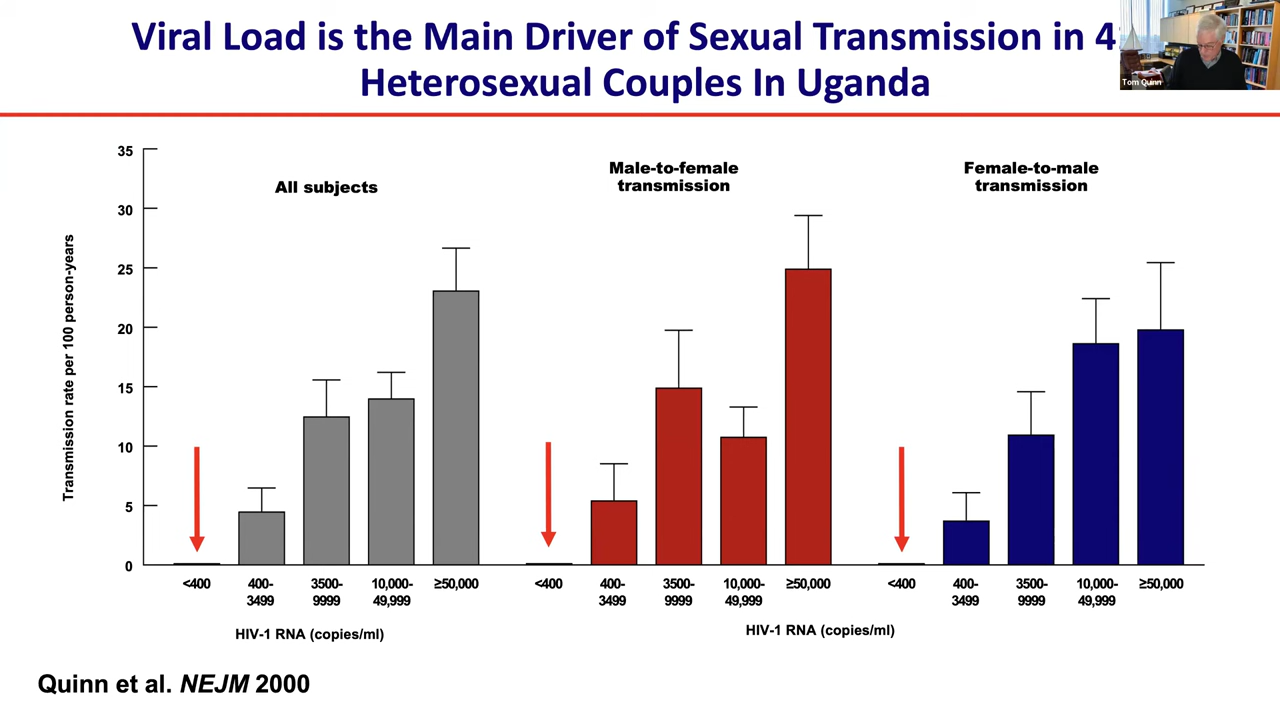 Viral Load is the Main Driver of Sexual Transmission in 4
Heterosexual Couples In Uganda
Tom Quinn
Transmission rate per 100 person-years
35
30
25
20
15
10
5
0
All subjects
Male-to-female
transmission
Female-to-male
transmission
<400
400-
3499
3500-
9999
10,000-
49,999
≥50,000
<400
400-
3499
3500-
9999
10,000-
49,999
≥50,000
<400
400-
3499
3500-
9999
10,000-
49,999
≥50,000
HIV-1 RNA (copies/ml)
HIV-1 RNA (copies/ml)
Quinn et al. NEJM 2000